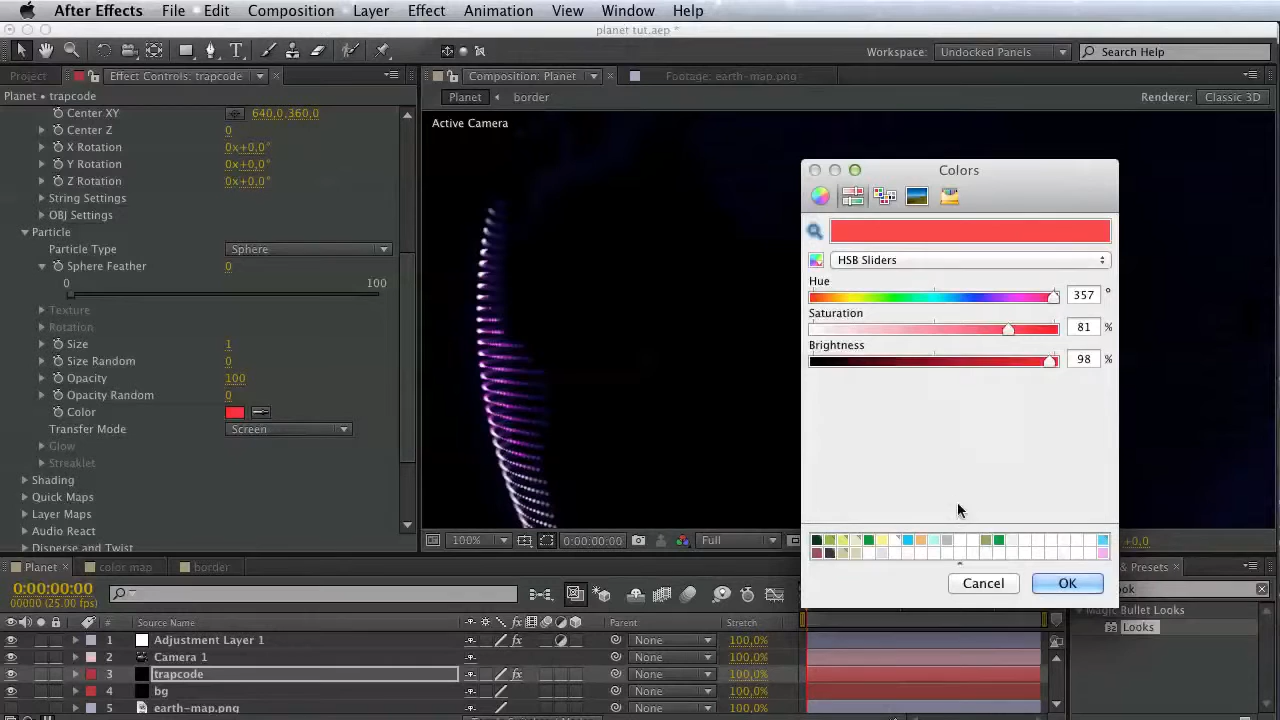 After Effects File Edit Composition Layer Effect Animation View Window Help
planet tut.aep *
Workspace: Undocked Panels Search Help
Project Effect Controls: trapcode Composition: Planet Footage: earth-map.png
Planet • trapcode Planet border Renderer: Classic 3D
Center XY 640,0,360,0
Active Camera
Center Z 0
X Rotation 0x+0,0°
Y Rotation 0x+0,0°
Z Rotation 0x+0,0°
String Settings
OBJ Settings
Particle
Particle Type Sphere
Sphere Feather 0
0 100
Texture
Rotation
Size 1
Size Random 0
Opacity 100
Opacity Random 0
Color
Transfer Mode Screen
Glow
Streaklet
Shading
Quick Maps
Layer Maps
Audio React
Disperse and Twist
Colors
HSB Sliders
Hue
357 °
Saturation
81 %
Brightness
98 %
Cancel OK
100% 0:00:00:00 Full +0,0
Planet color map border & Presets
0:00:00:00
00000 (25.00 fps)
ook
# Source Name Parent Stretch
Magic Bullet Looks
Looks
1 Adjustment Layer 1 fx None 100,0%
2 Camera 1 None 100,0%
3 trapcode fx None 100,0%
4 bg None 100,0%
5 earth-map.png None 100,0%